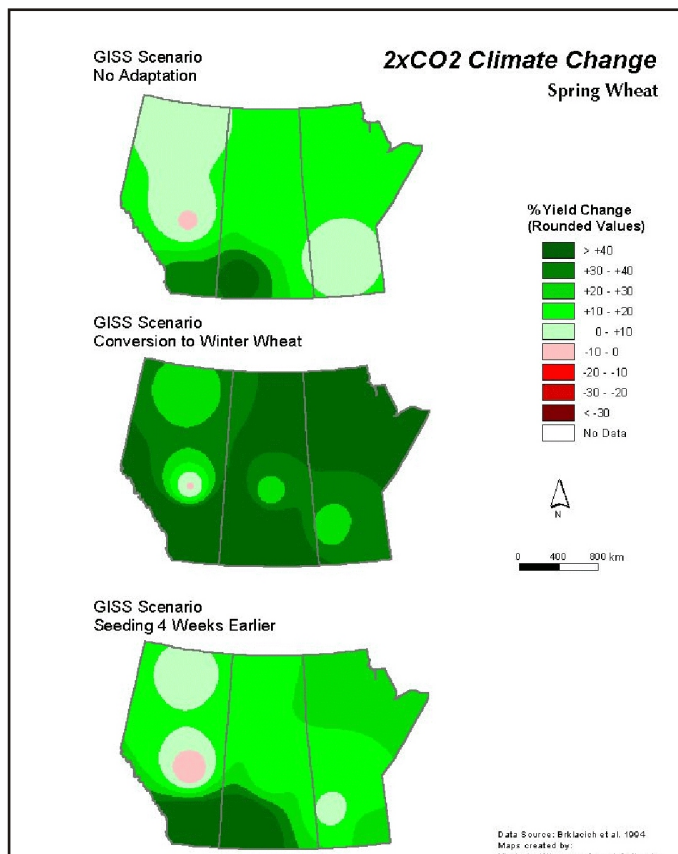 GISS Scenario
No Adaptation
2xCO2 Climate Change
Spring Wheat
% Yield Change
(Rounded Values)
> +40
+30 - +40
+20 - +30
+10 - +20
0 - +10
-10 - 0
-20 - -10
-30 - -20
< -30
No Data
GISS Scenario
Conversion to Winter Wheat
N
0 400 800 km
GISS Scenario
Seeding 4 Weeks Earlier
Data Source: Brklacich et al. 1994
Maps created by: